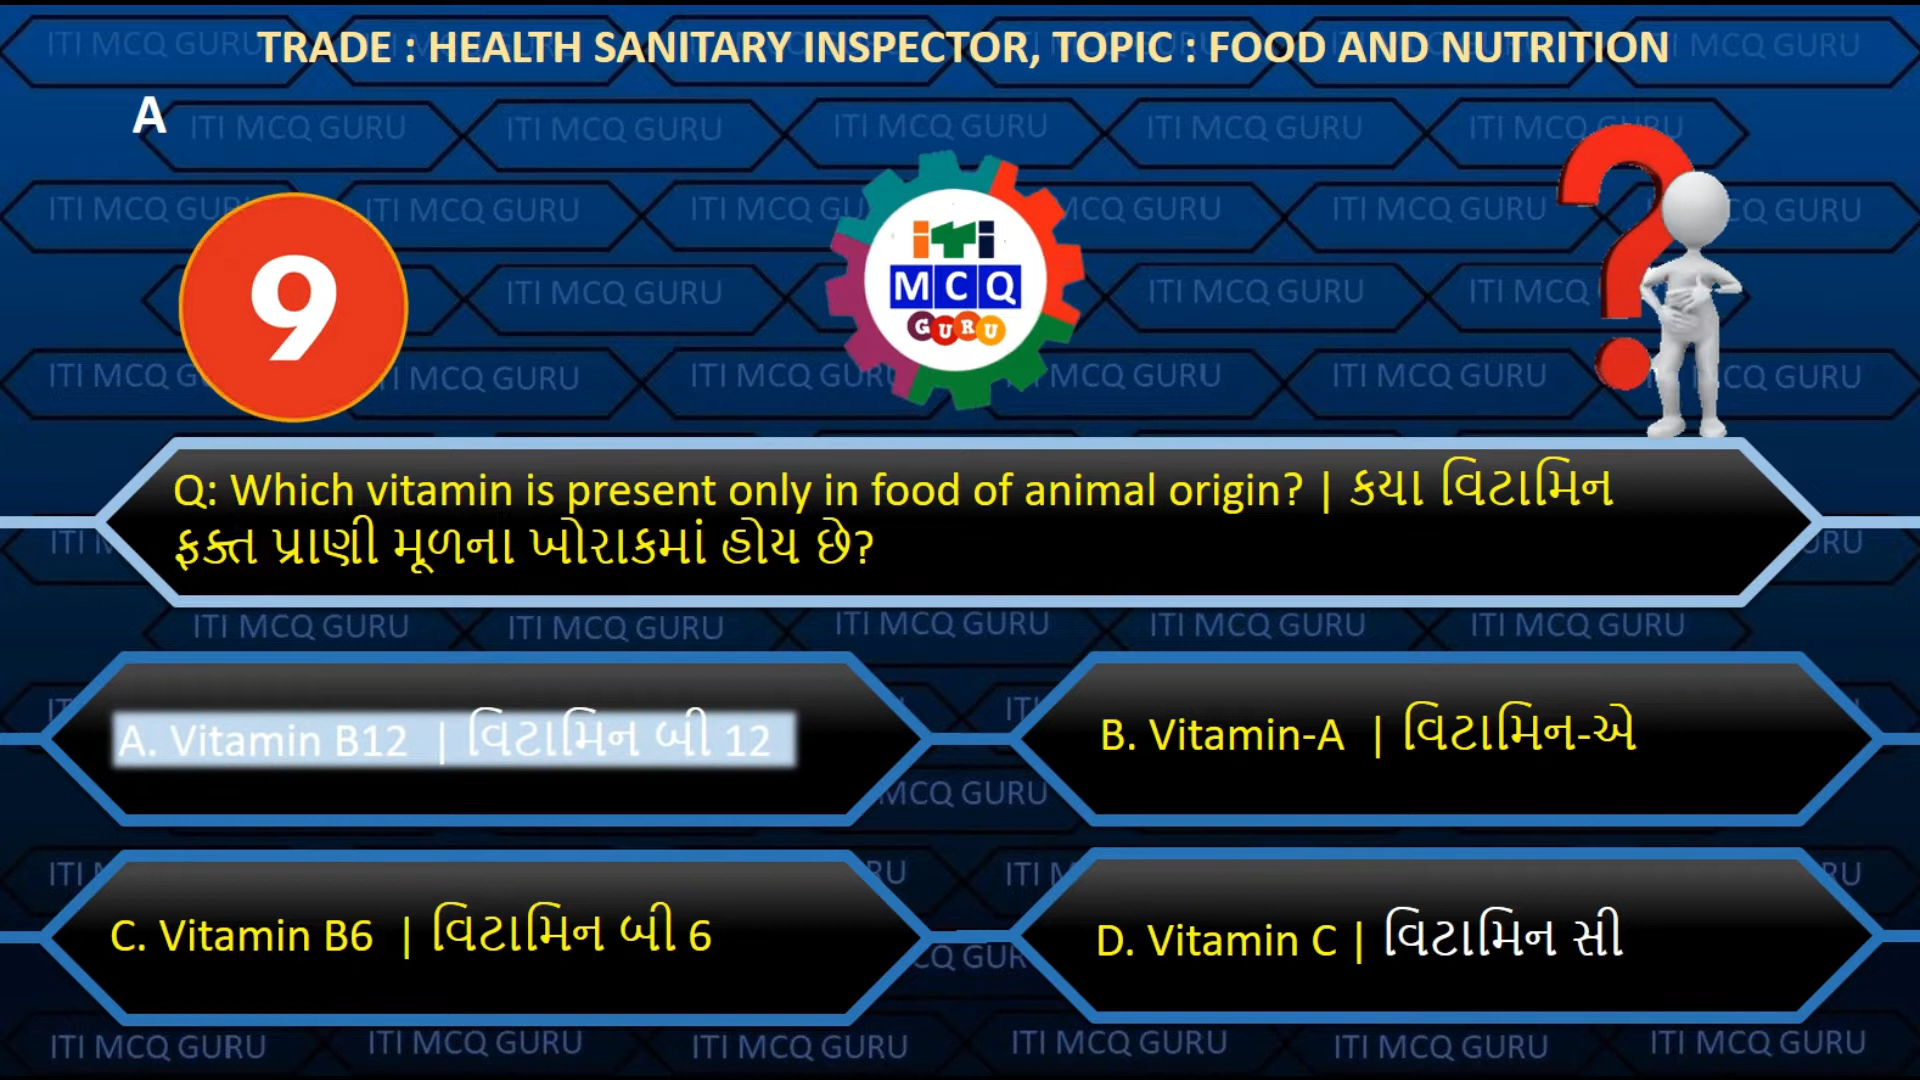 TRADE : HEALTH SANITARY INSPECTOR, TOPIC : FOOD AND NUTRITION
A
9
iTi
MCQ
GURU
Q: Which vitamin is present only in food of animal origin? | કયા વિટામિન
ફક્ત પ્રાણી મૂળના ખોરાકમાં હોય છે?
A. Vitamin B12 | વિટામિન બી 12
B. Vitamin-A | વિટામિન-એ
C. Vitamin B6 | વિટામિન બી 6
D. Vitamin C | વિટામિન સી
ITI MCQ GURU